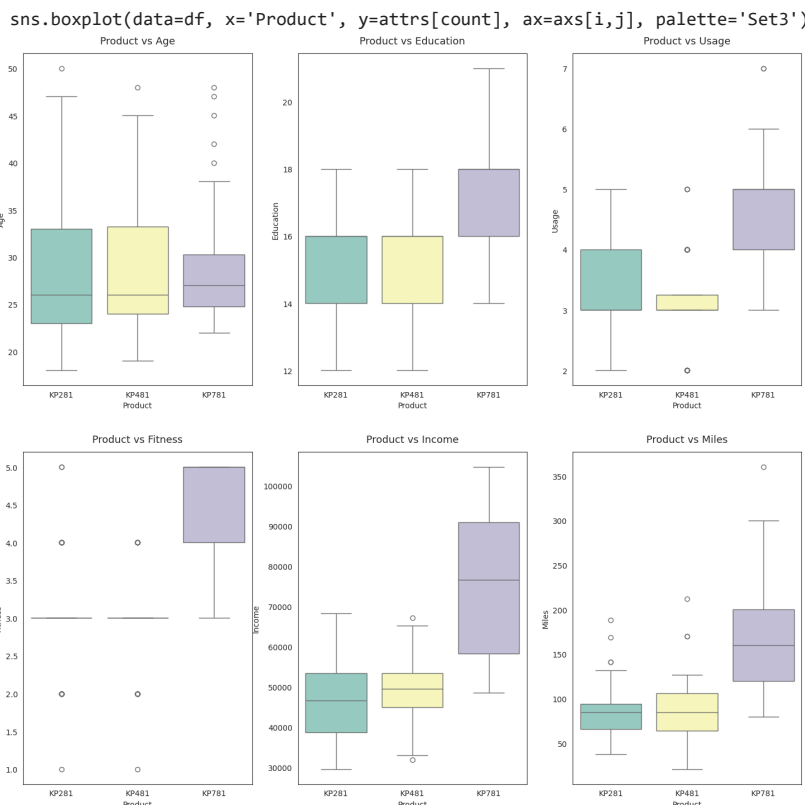 sns.boxplot(data=df, x='Product', y=attrs[count], ax=axs[i,j], palette='Set3')
Product vs Age
50
45
40
35
30
25
20
Age
KP281 KP481 KP781
Product
Product vs Education
20
18
16
14
12
Education
KP281 KP481 KP781
Product
Product vs Usage
7
6
5
4
3
2
Usage
KP281 KP481 KP781
Product
Product vs Fitness
5.0
4.5
4.0
3.5
3.0
2.5
2.0
1.5
1.0
KP281 KP481 KP781
Product
Product vs Income
100000
90000
80000
70000
60000
50000
40000
30000
Income
KP281 KP481 KP781
Product
Product vs Miles
350
300
250
200
150
100
50
Miles
KP281 KP481 KP781
Product